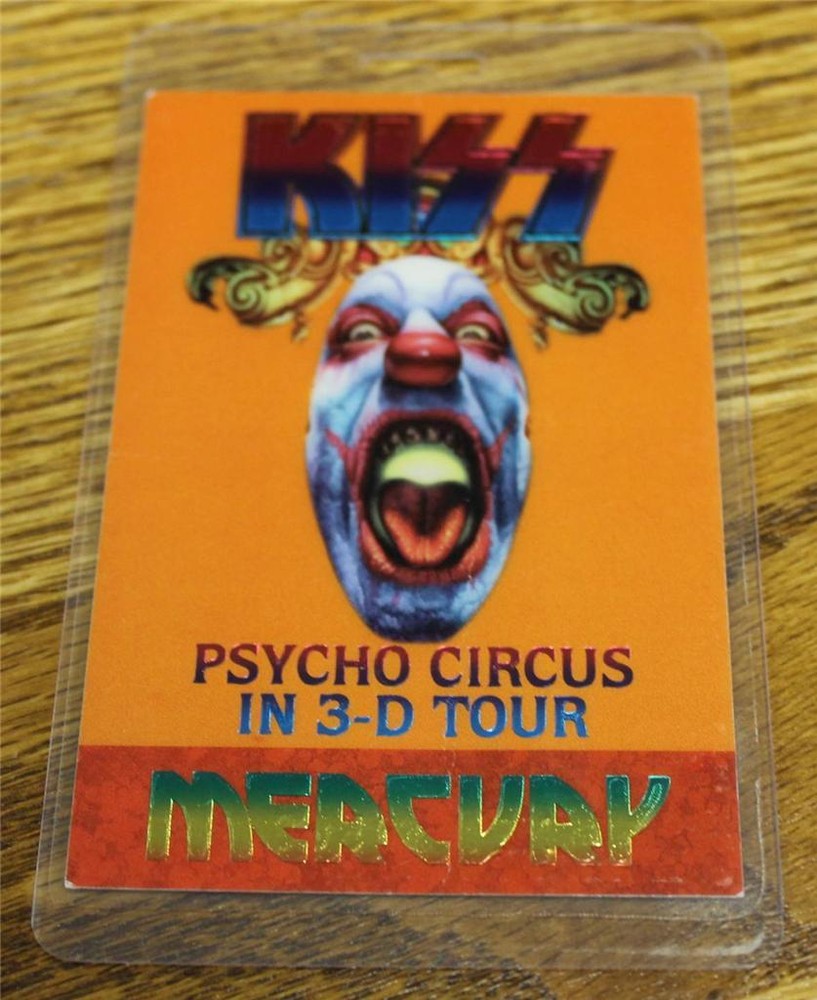 KISS
PSYCHO CIRCUS
IN 3-D TOUR
MERCURY